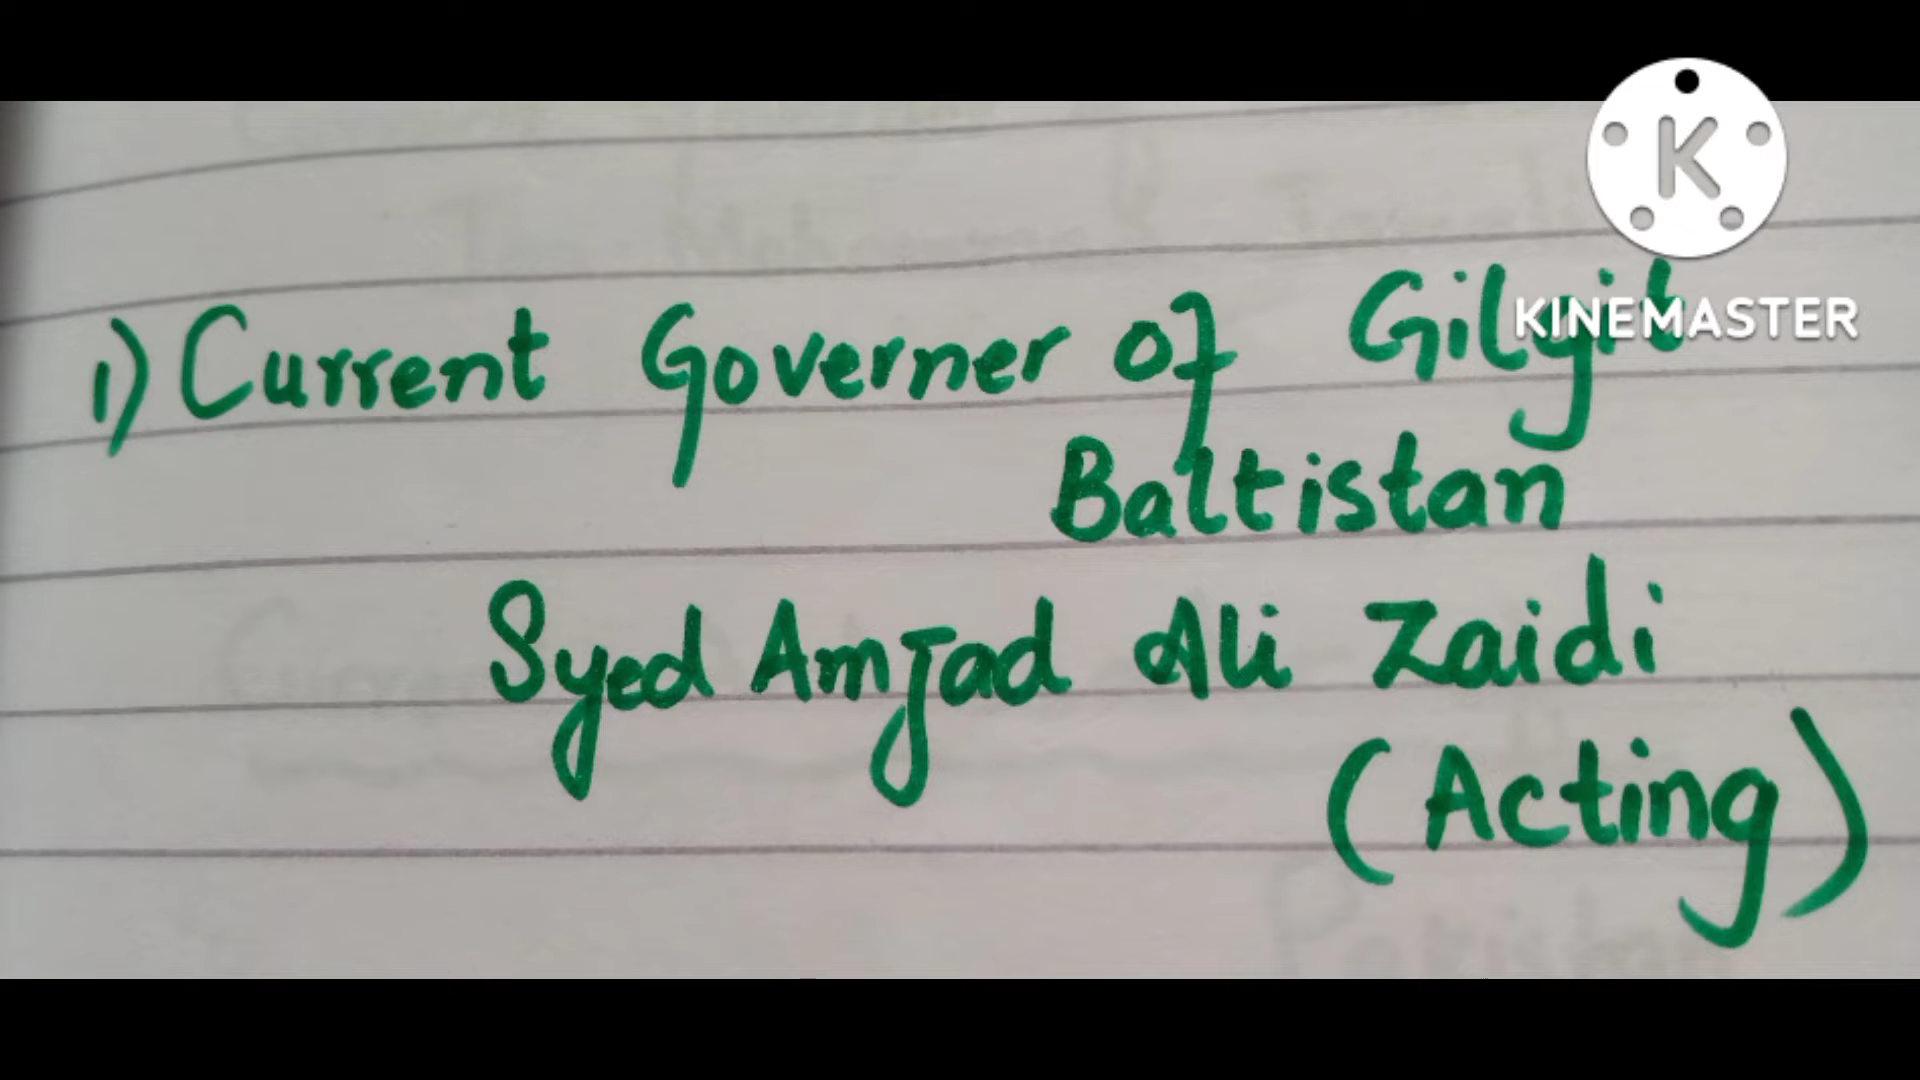 1) Current Governer of Gilgit
Baltistan
Syed Amjad Ali Zaidi
(Acting)
KINEMASTER